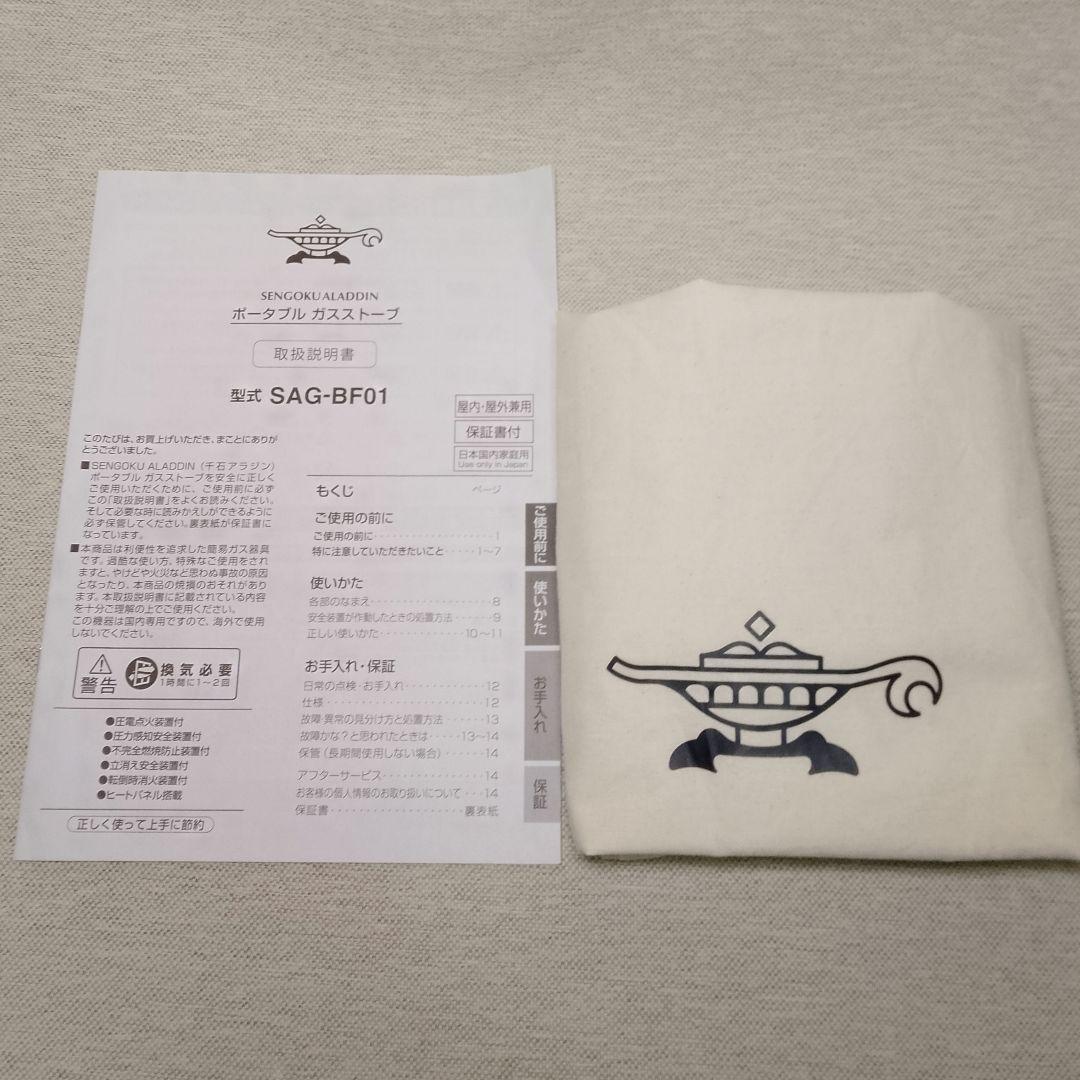 SENGOKU ALADDIN
ポータブル ガスストーブ
取扱説明書
型式 SAG-BF01
屋内・屋外兼用
保証書付
日本国内家庭用
Use only in Japan
このたびは、お買上げいただき、まことにありが
とうございました。
■SENGOKU ALADDIN（千石アラジン）
ポータブル ガスストーブを安全に正しく
ご使用いただくために、ご使用前に必ず
この「取扱説明書」をよくお読みください。
そして必要な時に読みかえしができるように
必ず保管してください。裏表紙が保証書に
なっています。
■本商品は利便性を追求した簡易ガス器具
です。過酷な使い方、特殊なご使用をされ
ますと、やけどや火災など思わぬ事故の原因
となったり、本商品の焼損のおそれがあり
ます。本取扱説明書に記載されている内容
を十分ご理解の上でご使用ください。
この機器は国内専用ですので、海外で使用
しないでください。
警告
換気必要
1時間に1～2回
●圧電点火装置付
●圧力感知安全装置付
●不完全燃焼防止装置付
●立消え安全装置付
●転倒時消火装置付
●ヒートパネル搭載
正しく使って上手に節約
もくじ ページ
ご使用の前に
ご使用の前に・・・・・・・・・・・・・・・・・・1
特に注意していただきたいこと・・・・・1～7
使いかた
各部のなまえ・・・・・・・・・・・・・・・・・・8
安全装置が作動したときの処置方法・・・・・・9
正しい使いかた・・・・・・・・・・・・10～11
お手入れ・保証
日常の点検・お手入れ・・・・・・・・・・・・12
仕様・・・・・・・・・・・・・・・・・・・・・・・12
故障・異常の見分け方と処置方法・・・・・・13
故障かな？と思われたときは・・・・・13～14
保管（長期間使用しない場合）・・・・・・14
アフターサービス・・・・・・・・・・・・・・・14
お客様の個人情報のお取り扱いについて・・・14
保証書・・・・・・・・・・・・・・・・・・裏表紙
ご使用前に
使いかた
お手入れ
保証